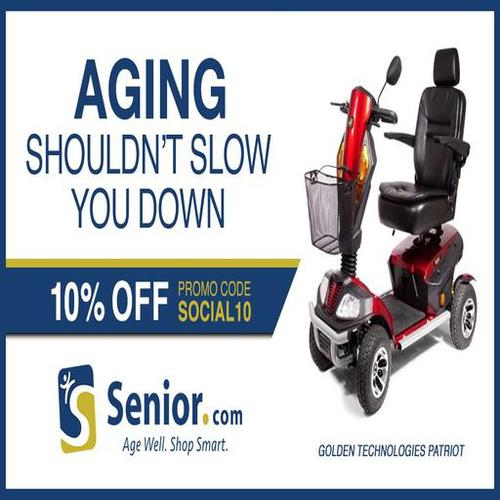 AGING
SHOULDN'T SLOW
YOU DOWN
10% OFF PROMO CODE
SOCIAL10
Senior.com
Age Well. Shop Smart.
GOLDEN TECHNOLOGIES PATRIOT